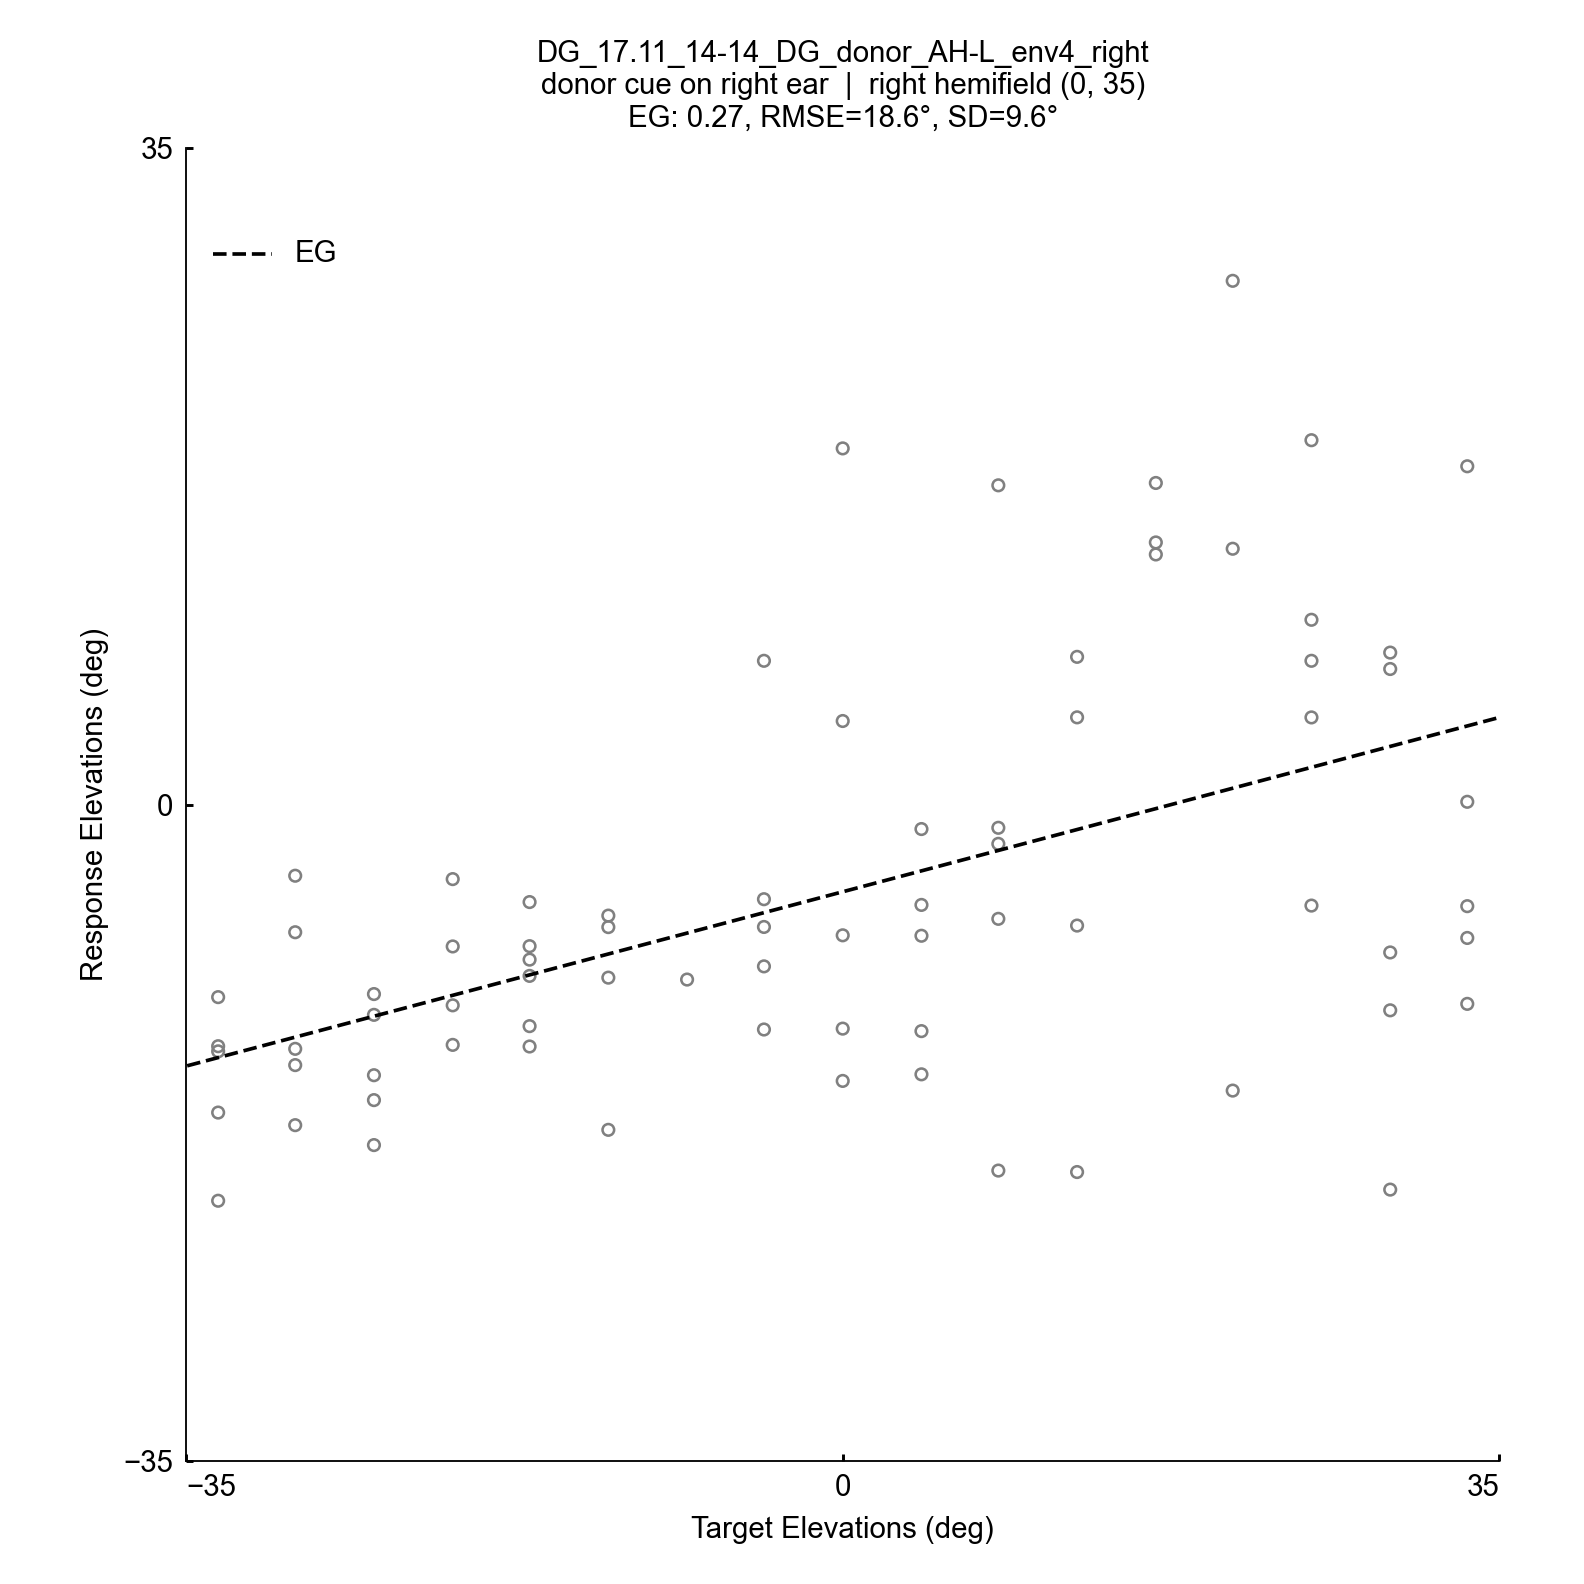 DG_17.11_14-14_DG_donor_AH-L_env4_right
donor cue on right ear | right hemifield (0, 35)
EG: 0.27, RMSE=18.6°, SD=9.6°
35
EG
Response Elevations (deg)
0
−35
−35
0
35
Target Elevations (deg)